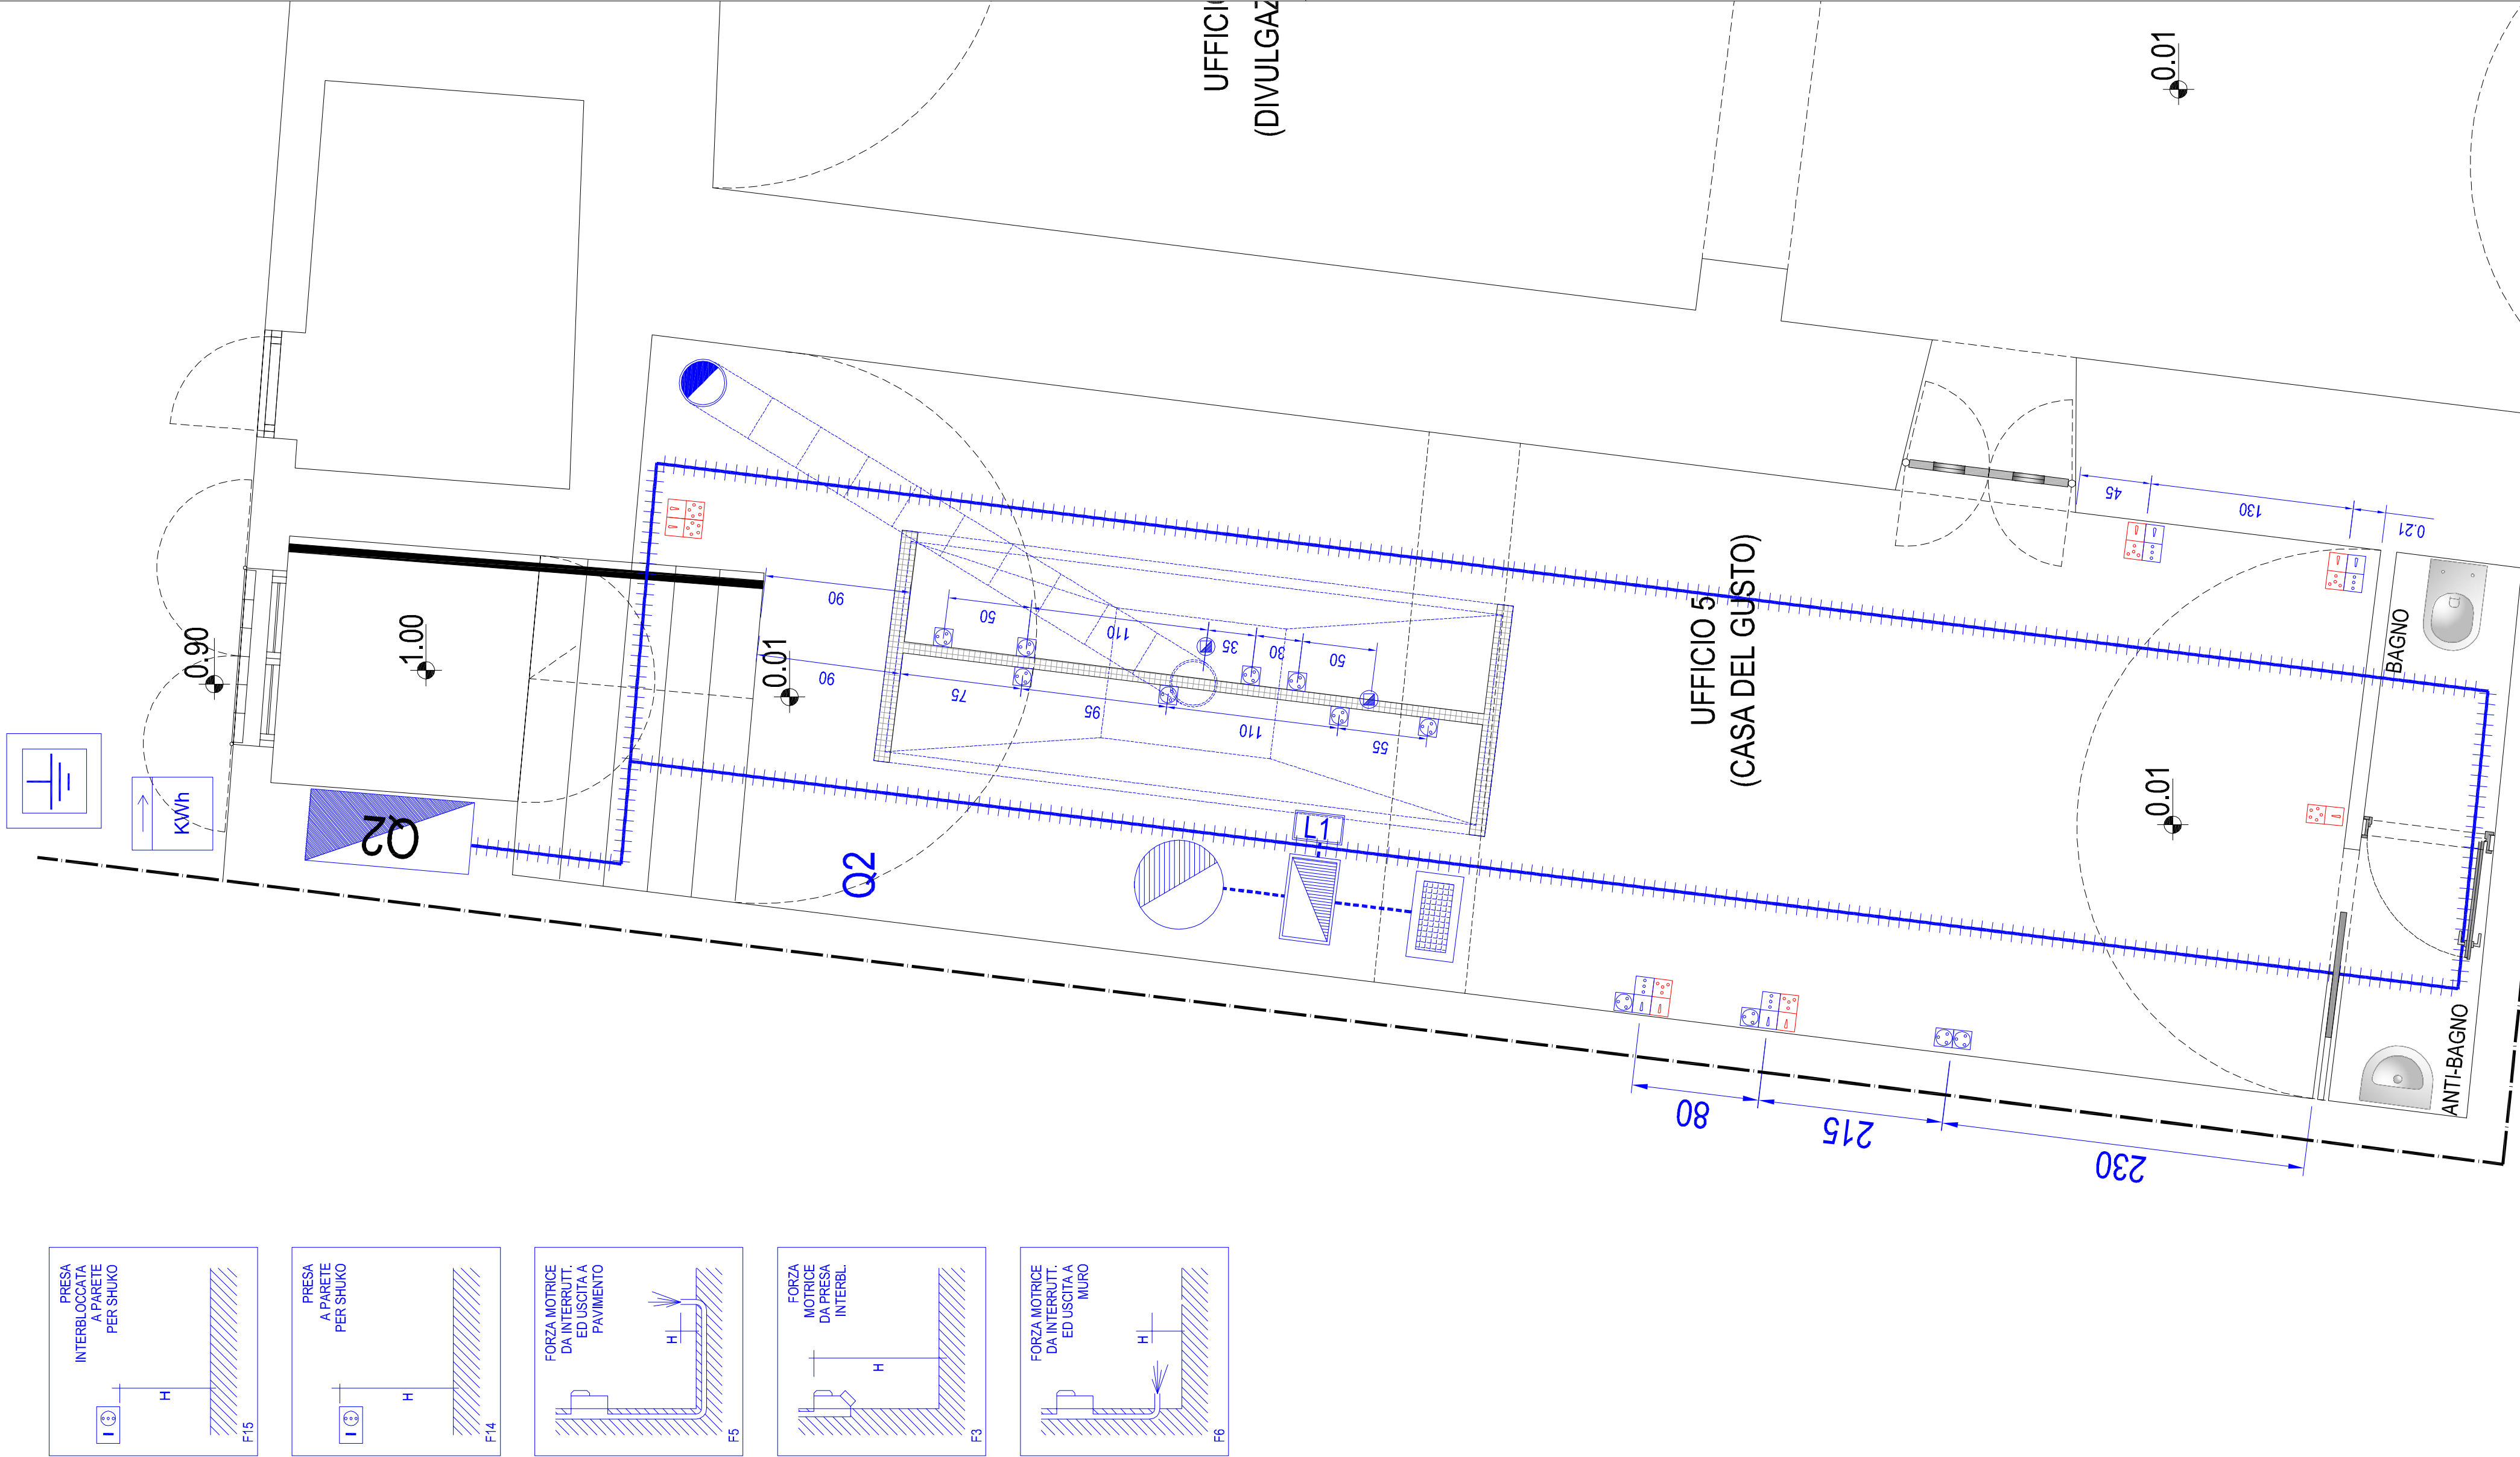 UFFICIO
(DIVULGAZ
0.01
0.90
1.00
0.01
KWh
Q2
Q2
L1
UFFICIO 5
(CASA DEL GUSTO)
0.01
BAGNO
ANTI-BAGNO
45
130
0.21
90
50
110
35
30
50
90
75
95
110
55
80
215
230
PRESA
INTERBLOCCATA
A PARETE
PER SHUKO
H
F15
PRESA
A PARETE
PER SHUKO
H
F14
FORZA MOTRICE
DA INTERRUTT.
ED USCITA A
PAVIMENTO
H
F5
FORZA
MOTRICE
DA PRESA
INTERBL.
H
F3
FORZA MOTRICE
DA INTERRUTT.
ED USCITA A
MURO
H
F6